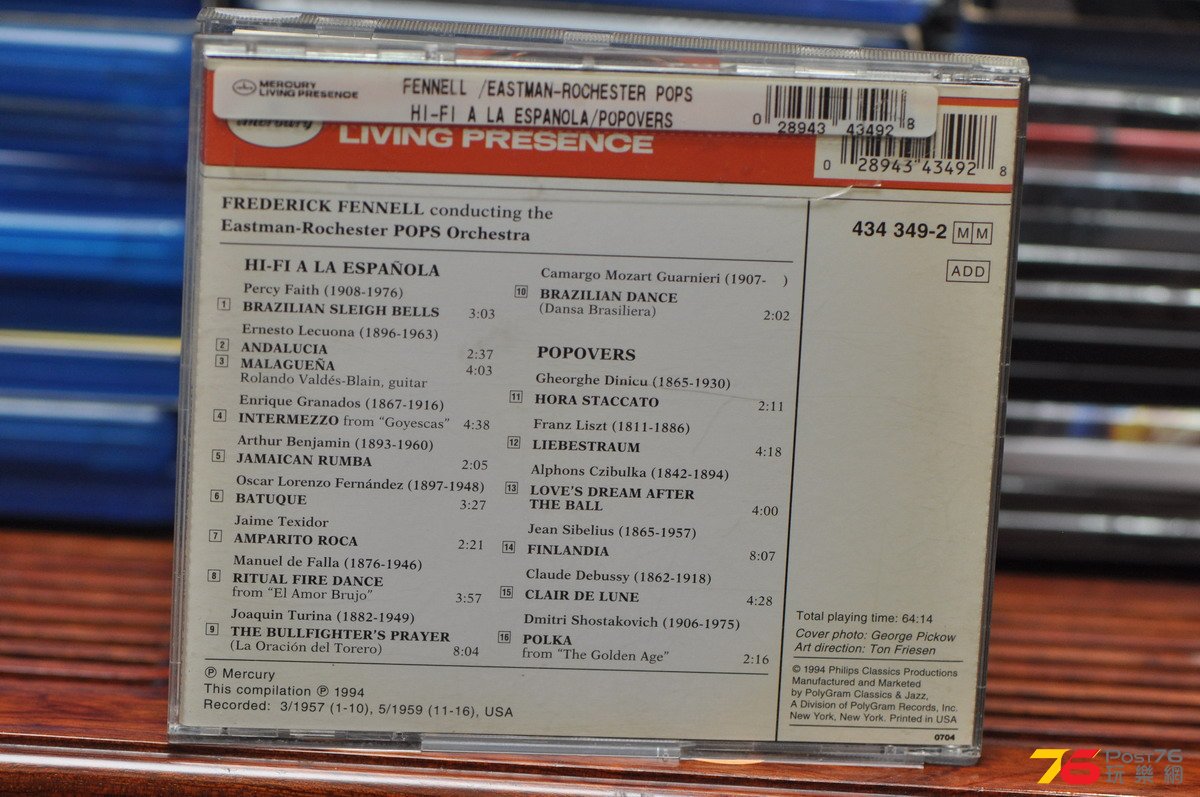 MERCURY
LIVING PRESENCE
FENNELL /EASTMAN-ROCHESTER POPS
HI-FI A LA ESPANOLA/POPOVERS
0 28943 43492 8
LIVING PRESENCE
0 28943 43492 8
FREDERICK FENNELL conducting the
Eastman-Rochester POPS Orchestra
HI-FI A LA ESPAÑOLA
Percy Faith (1908-1976)
1 BRAZILIAN SLEIGH BELLS 3:03
Ernesto Lecuona (1896-1963)
2 ANDALUCIA 2:37
3 MALAGUEÑA 4:03
Rolando Valdés-Blain, guitar
Enrique Granados (1867-1916)
4 INTERMEZZO from "Goyescas" 4:38
Arthur Benjamin (1893-1960)
5 JAMAICAN RUMBA 2:05
Oscar Lorenzo Fernández (1897-1948)
6 BATUQUE 3:27
Jaime Texidor
7 AMPARITO ROCA 2:21
Manuel de Falla (1876-1946)
8 RITUAL FIRE DANCE
from "El Amor Brujo" 3:57
Joaquin Turina (1882-1949)
9 THE BULLFIGHTER'S PRAYER
(La Oración del Torero) 8:04
Camargo Mozart Guarnieri (1907- )
10 BRAZILIAN DANCE
(Dansa Brasiliera) 2:02
POPOVERS
Gheorghe Dinicu (1865-1930)
11 HORA STACCATO 2:11
Franz Liszt (1811-1886)
12 LIEBESTRAUM 4:18
Alphons Czibulka (1842-1894)
13 LOVE'S DREAM AFTER
THE BALL 4:00
Jean Sibelius (1865-1957)
14 FINLANDIA 8:07
Claude Debussy (1862-1918)
15 CLAIR DE LUNE 4:28
Dmitri Shostakovich (1906-1975)
16 POLKA
from "The Golden Age" 2:16
℗ Mercury
This compilation ℗ 1994
Recorded: 3/1957 (1-10), 5/1959 (11-16), USA
434 349-2 MM
ADD
Total playing time: 64:14
Cover photo: George Pickow
Art direction: Ton Friesen
© 1994 Philips Classics Productions
Manufactured and Marketed
by PolyGram Classics & Jazz,
A Division of PolyGram Records, Inc.
New York, New York. Printed in USA
0704
76 Post76
玩樂網